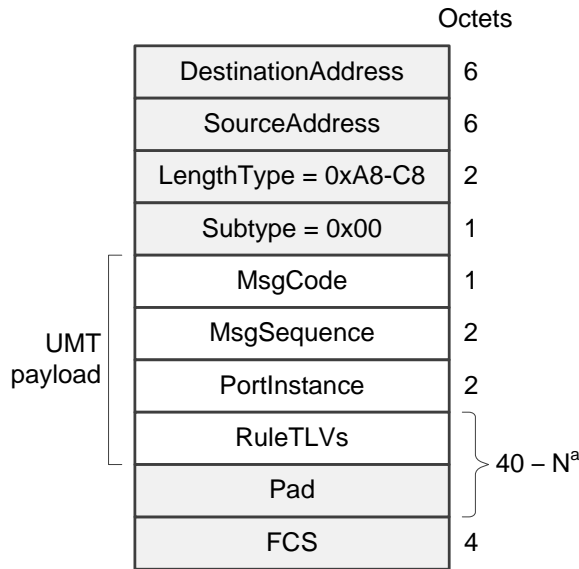 Octets
DestinationAddress 6
SourceAddress 6
LengthType = 0xA8-C8 2
Subtype = 0x00 1
MsgCode 1
MsgSequence 2
UMT
payload
PortInstance 2
RuleTLVs
40 – Nᵃ
Pad
FCS 4